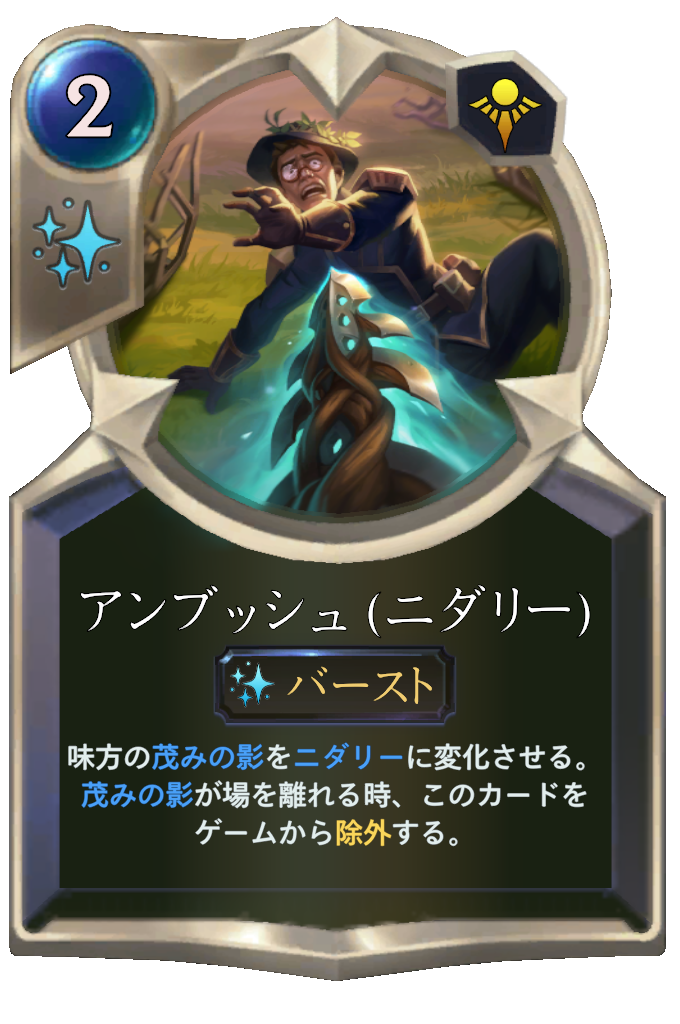 2
アンブッシュ (ニダリー)
バースト
味方の茂みの影をニダリーに変化させる。
茂みの影が場を離れる時、このカードを
ゲームから除外する。